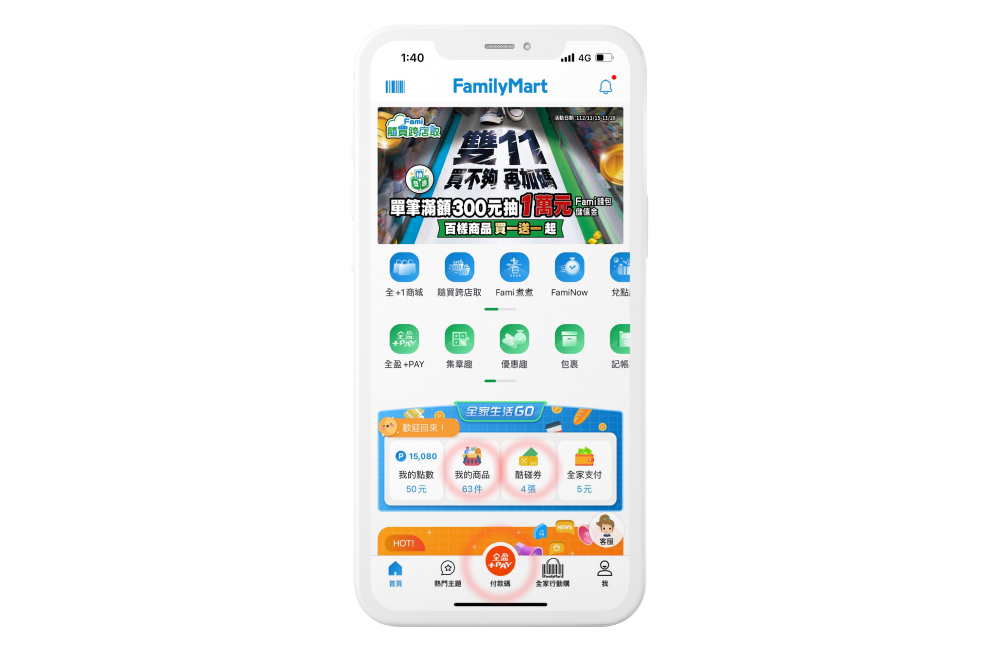 1:40
4G
FamilyMart
Fami
隨買跨店取
活動日期:112/11/15-11/28
雙11
買不夠 再加碼
單筆滿額300元抽1萬元 Fami錢包
儲值金
百樣商品 買一送一 起
全+1商城
隨買跨店取
Fami煮煮
FamiNow
兌點
全盈
+PAY
全盈+PAY
集章趣
優惠趣
包裹
記帳
全家生活GO
歡迎回來！
P 15,080
我的點數
50元
我的商品
63件
酷碰券
4張
全家支付
5元
HOT!
NEWS
客服
首頁
熱門主題
全盈
+PAY
付款碼
FamilyMart
全家行動購
我